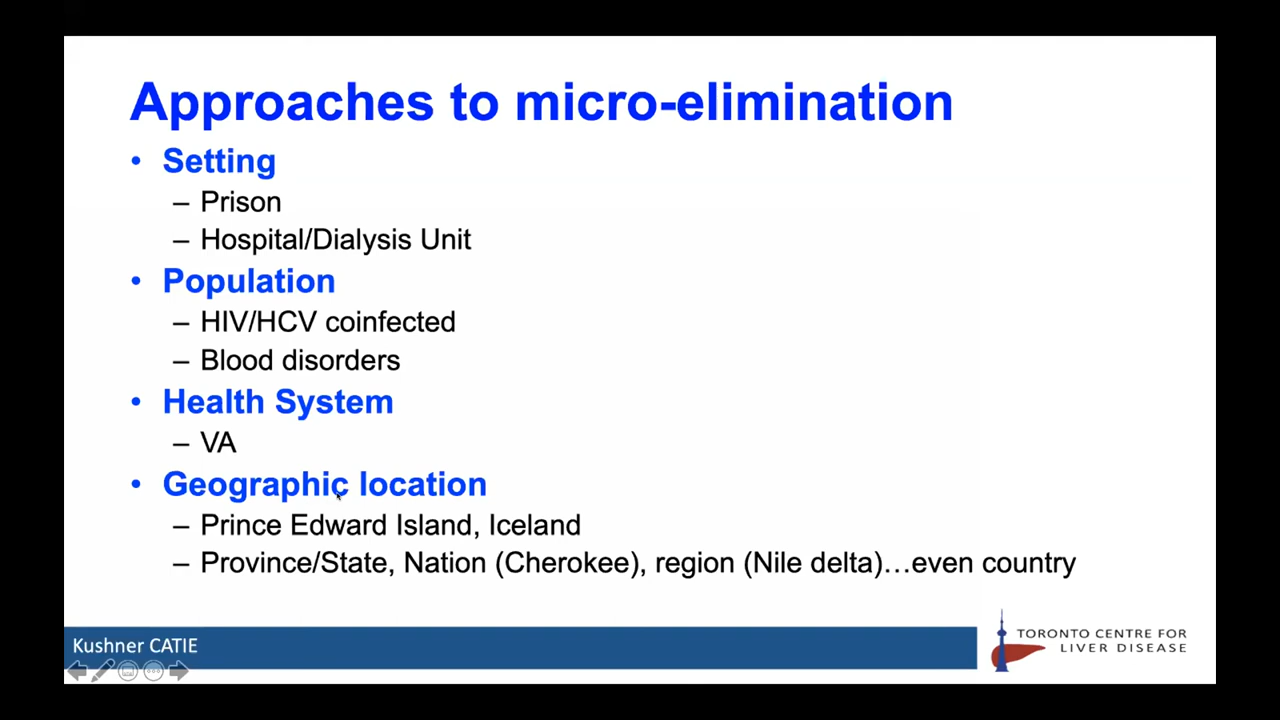 Approaches to micro-elimination
• Setting
– Prison
– Hospital/Dialysis Unit
• Population
– HIV/HCV coinfected
– Blood disorders
• Health System
– VA
• Geographic location
– Prince Edward Island, Iceland
– Province/State, Nation (Cherokee), region (Nile delta)…even country
Kushner CATIE
TORONTO CENTRE FOR
LIVER DISEASE